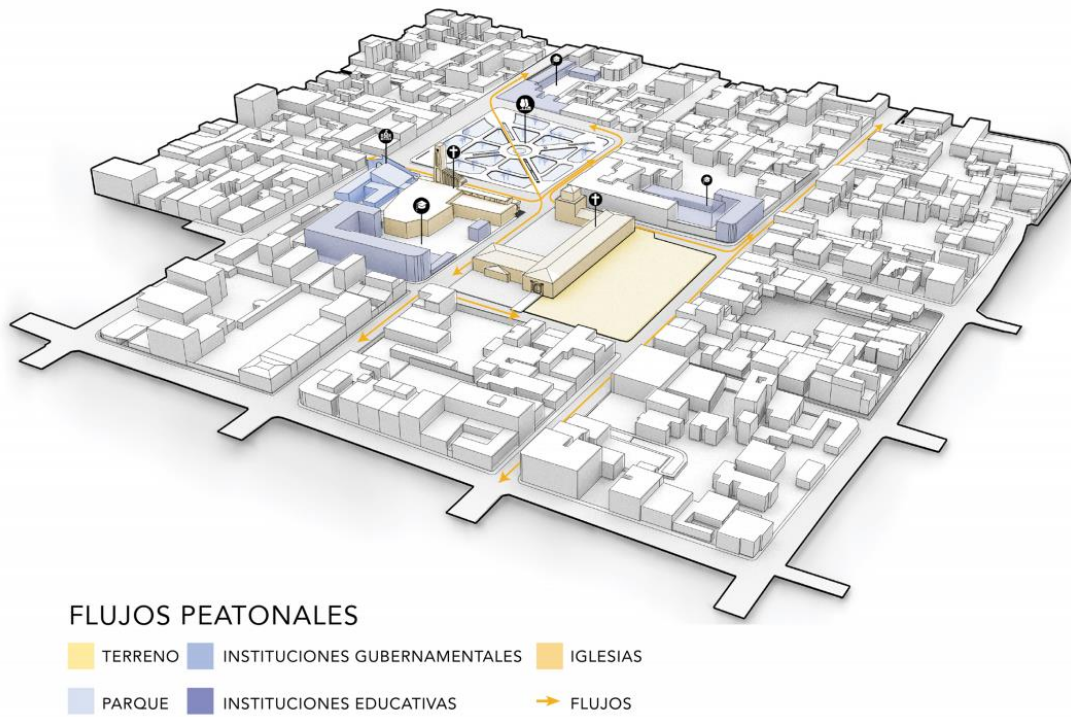 FLUJOS PEATONALES
TERRENO INSTITUCIONES GUBERNAMENTALES IGLESIAS
PARQUE INSTITUCIONES EDUCATIVAS FLUJOS